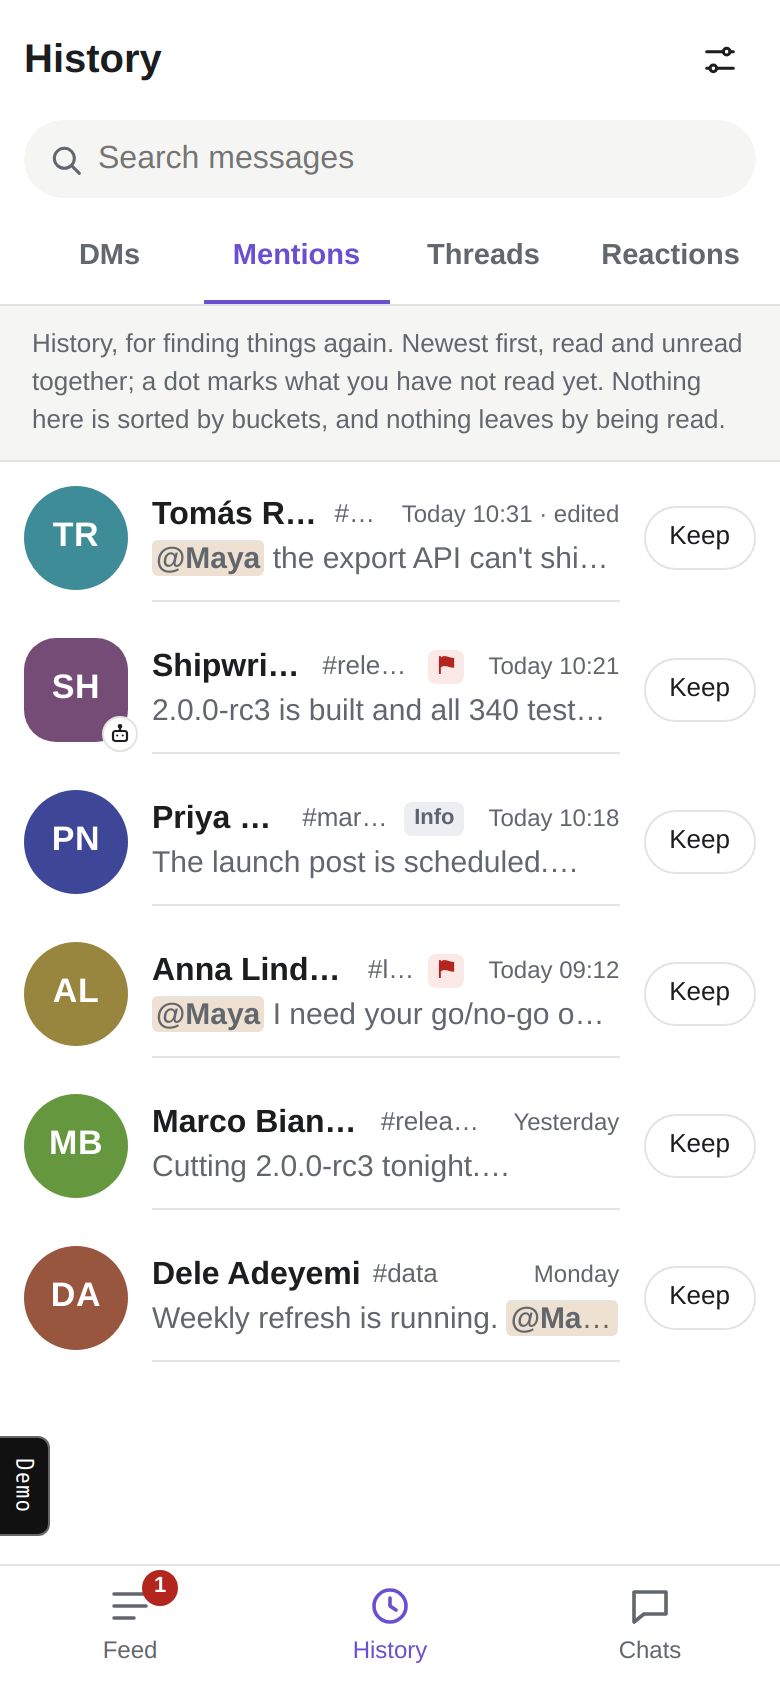 History
Search messages
DMs Mentions Threads Reactions
History, for finding things again. Newest first, read and unread
together; a dot marks what you have not read yet. Nothing
here is sorted by buckets, and nothing leaves by being read.
TR Tomás R… #… Today 10:31 · edited Keep
@Maya the export API can't shi…
SH Shipwri… #rele… Today 10:21 Keep
2.0.0-rc3 is built and all 340 test…
PN Priya … #mar… Info Today 10:18 Keep
The launch post is scheduled.…
AL Anna Lind… #l… Today 09:12 Keep
@Maya I need your go/no-go o…
MB Marco Bian… #relea… Yesterday Keep
Cutting 2.0.0-rc3 tonight.…
DA Dele Adeyemi #data Monday Keep
Weekly refresh is running. @Ma…
Demo
1
Feed History Chats